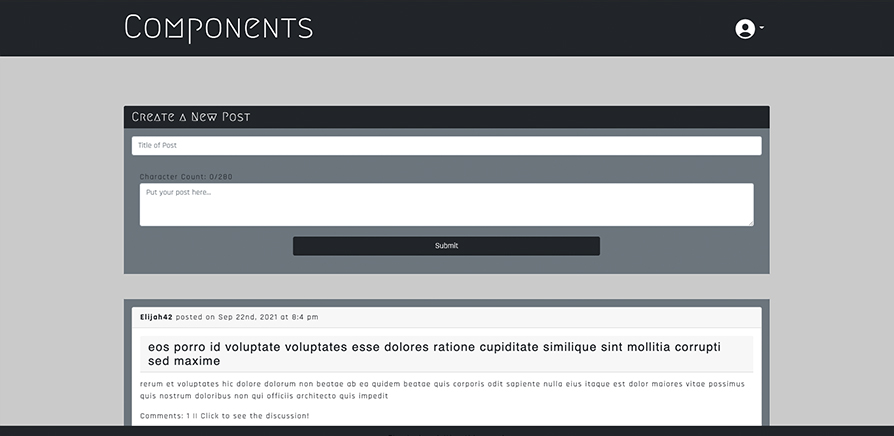 Components
Create a New Post
Title of Post
Character Count: 0/280
Put your post here...
Submit
Elijah42 posted on Sep 22nd, 2021 at 8:4 pm
eos porro id voluptate voluptates esse dolores ratione cupiditate similique sint mollitia corrupti
sed maxime
rerum et voluptates hic dolore dolorum non beatae ab ea quidem beatae quis corporis odit sapiente nulla eius itaque est dolor maiores vitae possimus
quis nostrum doloribus non qui officiis architecto quis impedit
Comments: 1 || Click to see the discussion!